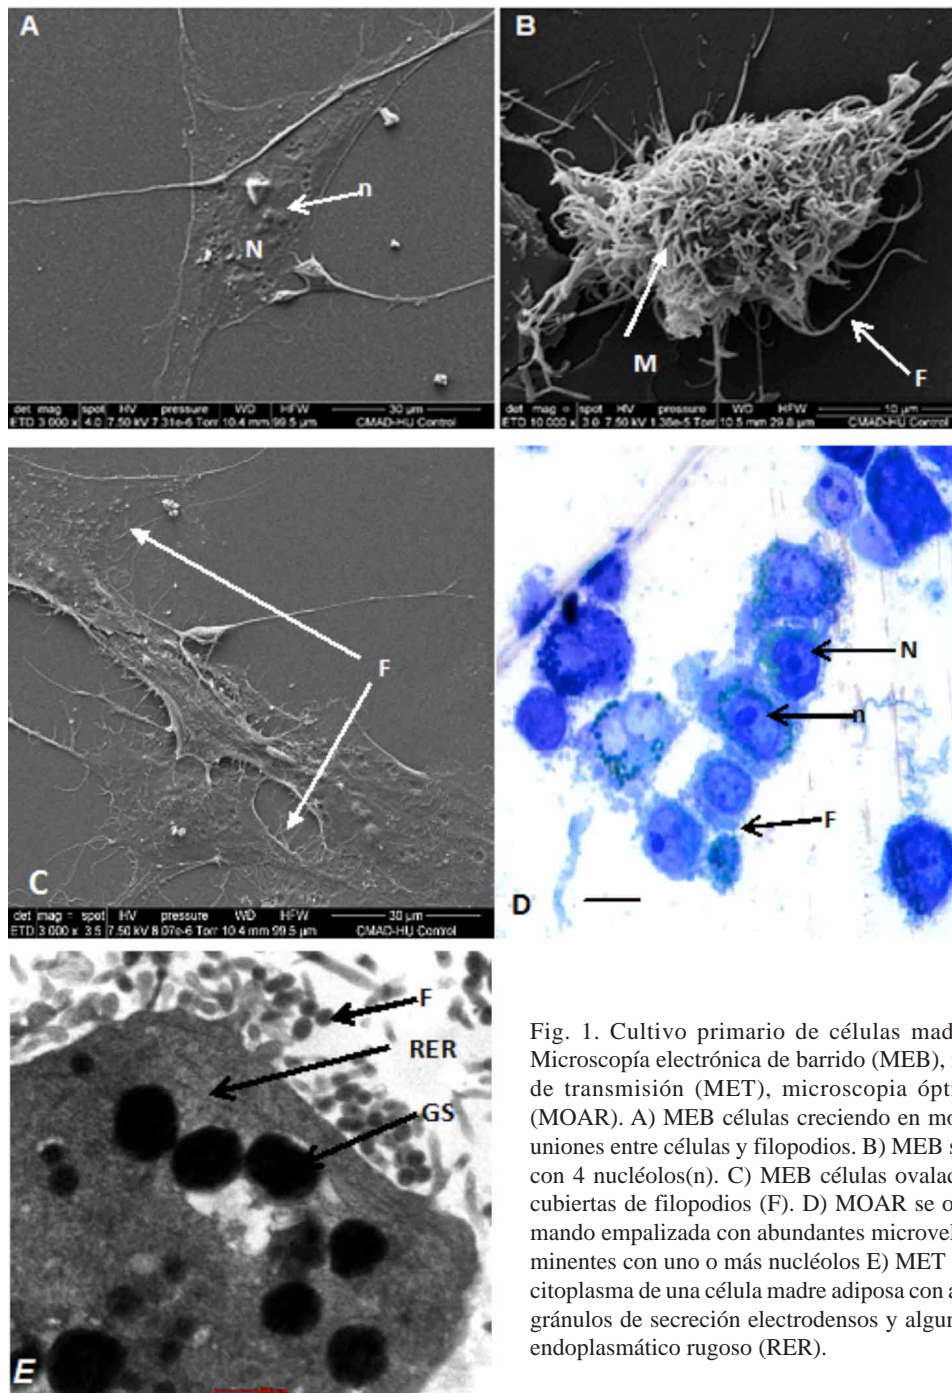 A
n
N
det mag spot HV pressure WD HFW 30 µm
ETD 3 000 x 4.0 7.50 kV 7.31e-6 Torr 10.4 mm 99.5 µm CMAD-HU Control
B
M
F
det mag = spot HV pressure WD HFW 10 µm
ETD 10 000 x 3.0 7.50 kV 1.38e-5 Torr 10.5 mm 29.8 µm CMAD-HU Control
F
C
det mag = spot HV pressure WD HFW 30 µm
ETD 3 000 x 3.5 7.50 kV 8.07e-6 Torr 10.4 mm 99.5 µm CMAD-HU Control
N
n
F
D
F
RER
GS
E
Fig. 1. Cultivo primario de células mad
Microscopía electrónica de barrido (MEB),
de transmisión (MET), microscopia ópt
(MOAR). A) MEB células creciendo en mo
uniones entre células y filopodios. B) MEB s
con 4 nucléolos(n). C) MEB células ovalad
cubiertas de filopodios (F). D) MOAR se o
mando empalizada con abundantes microvel
minentes con uno o más nucléolos E) MET
citoplasma de una célula madre adiposa con a
gránulos de secreción electrodensos y algun
endoplasmático rugoso (RER).